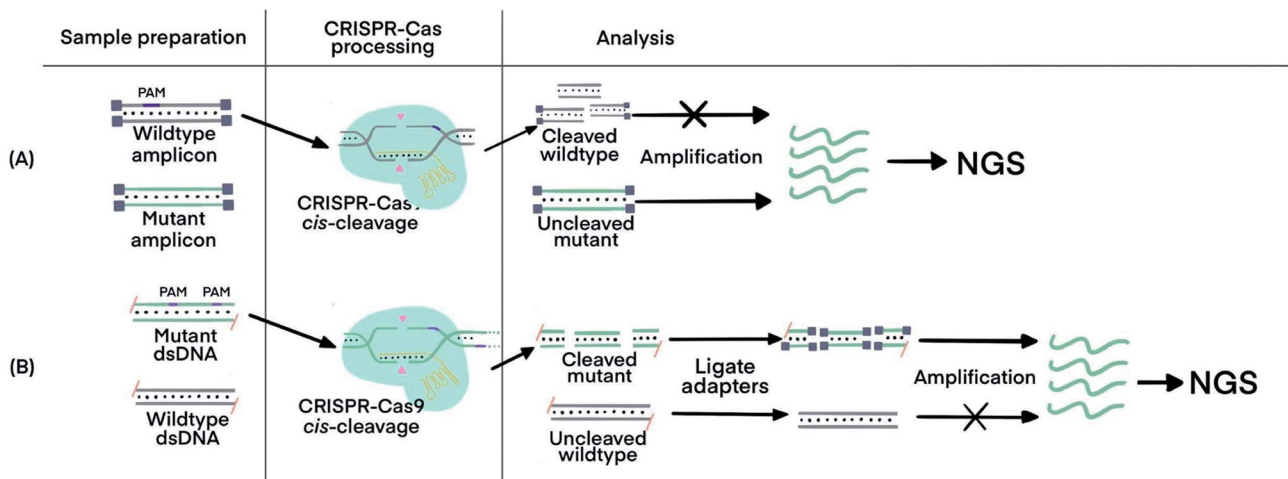 Sample preparation
CRISPR-Cas
processing
Analysis
(A)
PAM
Wildtype
amplicon
Mutant
amplicon
CRISPR-Cas
cis-cleavage
Cleaved
wildtype
Amplification
Uncleaved
mutant
NGS
(B)
PAM PAM
Mutant
dsDNA
Wildtype
dsDNA
CRISPR-Cas9
cis-cleavage
Cleaved
mutant
Ligate
adapters
Amplification
Uncleaved
wildtype
NGS